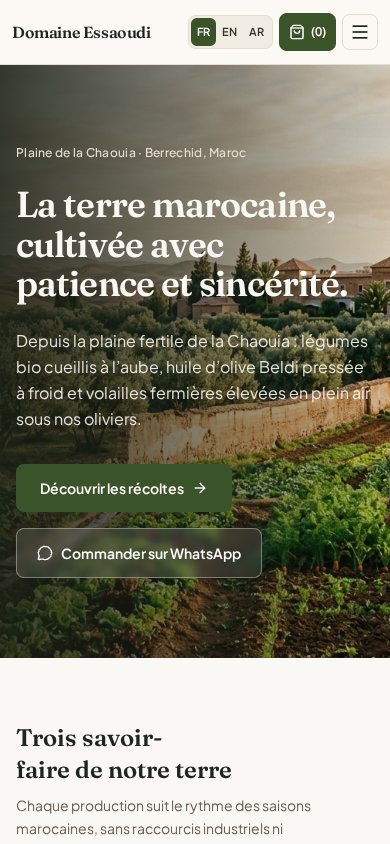 Domaine Essaoudi
FR EN AR (0)
Plaine de la Chaouia · Berrechid, Maroc
La terre marocaine,
cultivée avec
patience et sincérité.
Depuis la plaine fertile de la Chaouia : légumes
bio cueillis à l’aube, huile d’olive Beldi pressée
à froid et volailles fermières élevées en plein air
sous nos oliviers.
Découvrir les récoltes →
Commander sur WhatsApp
Trois savoir-
faire de notre terre
Chaque production suit le rythme des saisons
marocaines, sans raccourcis industriels ni